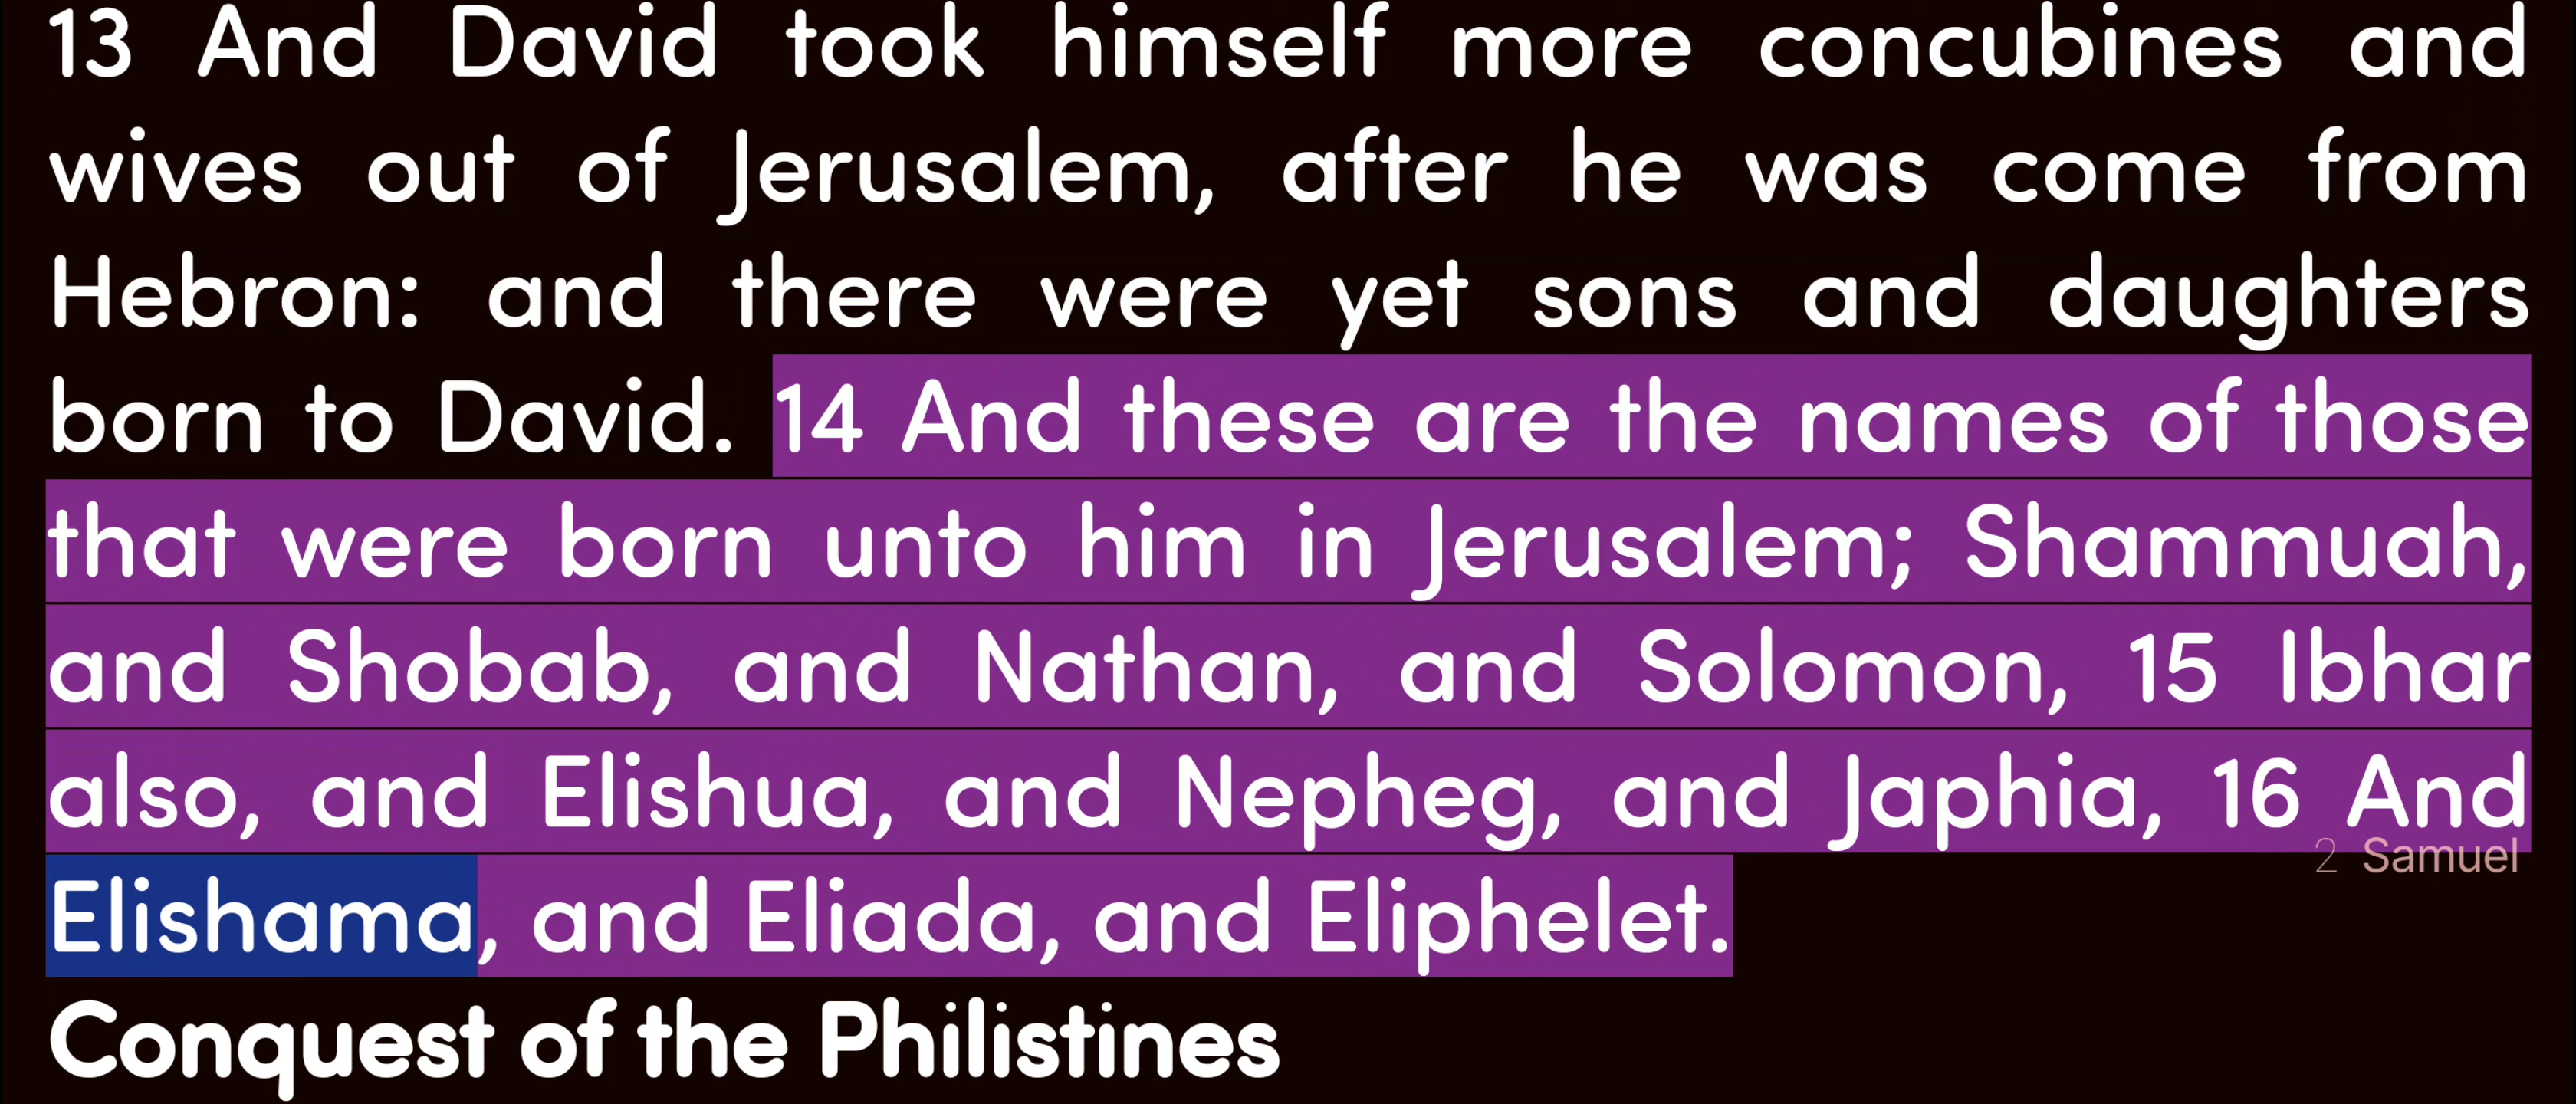 13 And David took himself more concubines and
wives out of Jerusalem, after he was come from
Hebron: and there were yet sons and daughters
born to David. 14 And these are the names of those
that were born unto him in Jerusalem; Shammuah,
and Shobab, and Nathan, and Solomon, 15 Ibhar
also, and Elishua, and Nepheg, and Japhia, 16 And
2 Samuel
Elishama, and Eliada, and Eliphelet.
Conquest of the Philistines